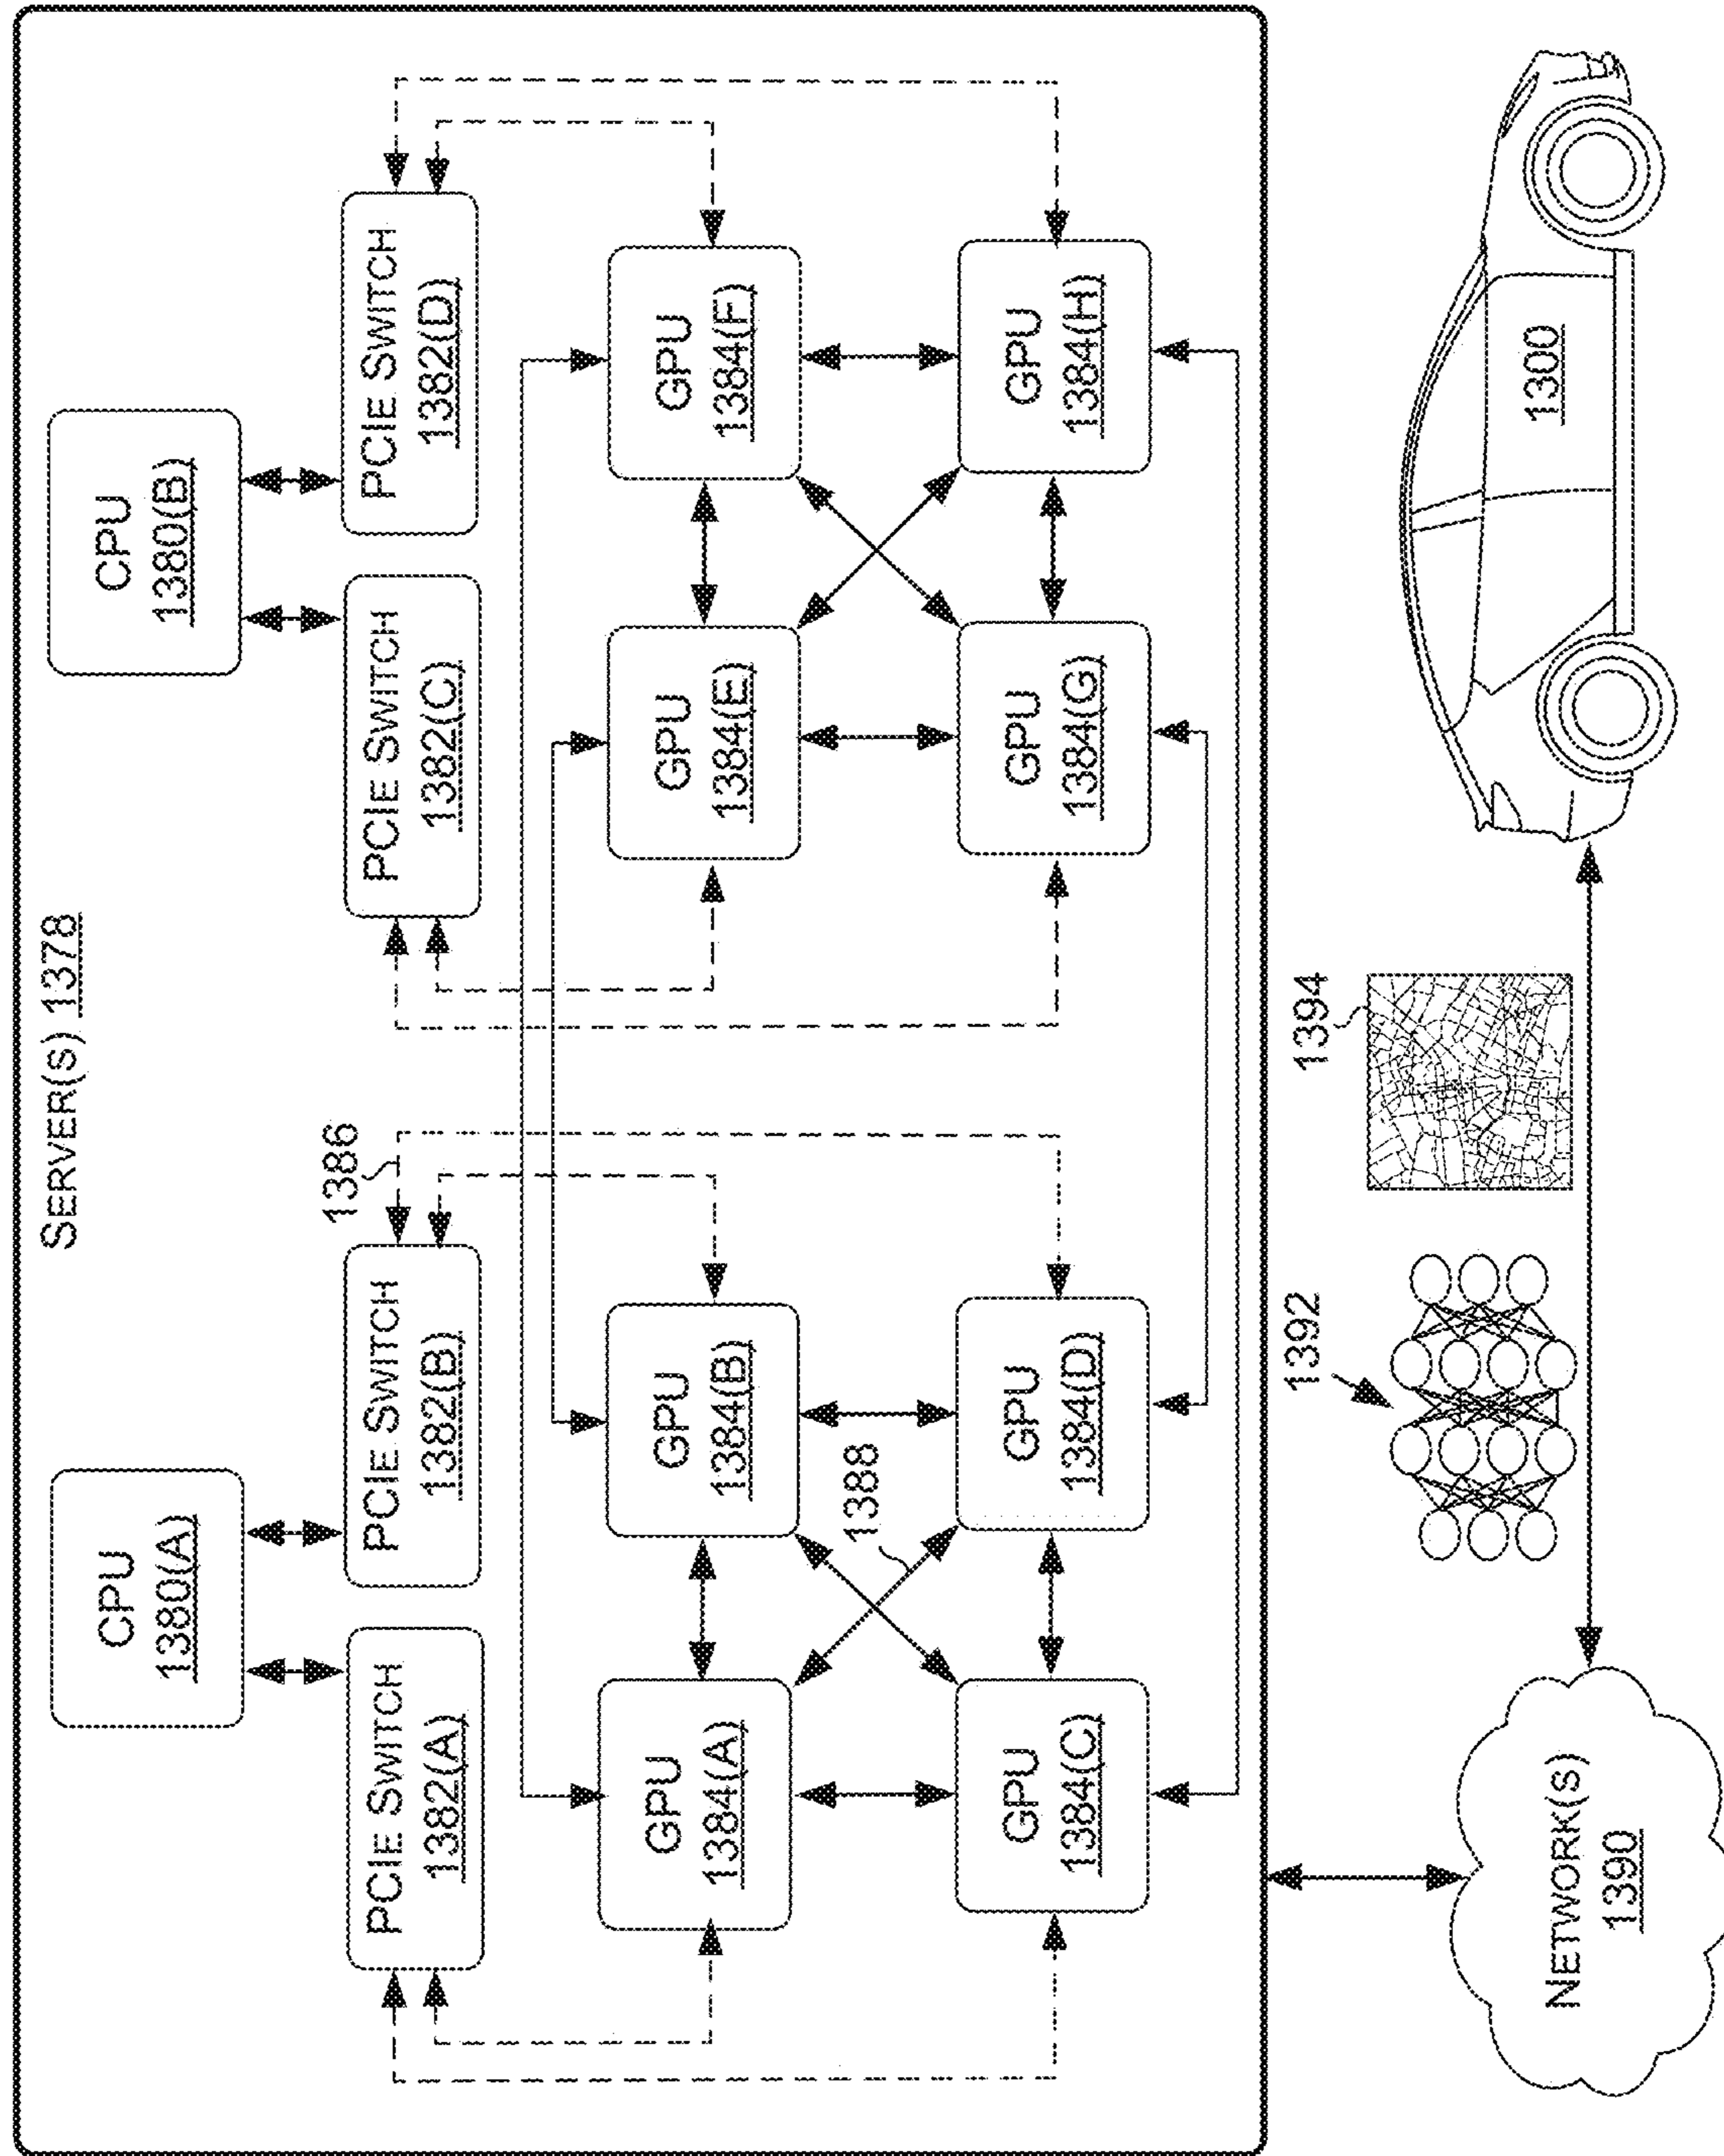 SERVER(S) 1378
CPU
1380(A)
CPU
1380(B)
PCIE SWITCH
1382(A)
PCIE SWITCH
1382(B)
1386
PCIE SWITCH
1382(C)
PCIE SWITCH
1382(D)
GPU
1384(A)
GPU
1384(B)
GPU
1384(E)
GPU
1384(F)
1388
GPU
1384(C)
GPU
1384(D)
GPU
1384(G)
GPU
1384(H)
NETWORK(S)
1390
1392
1394
1300